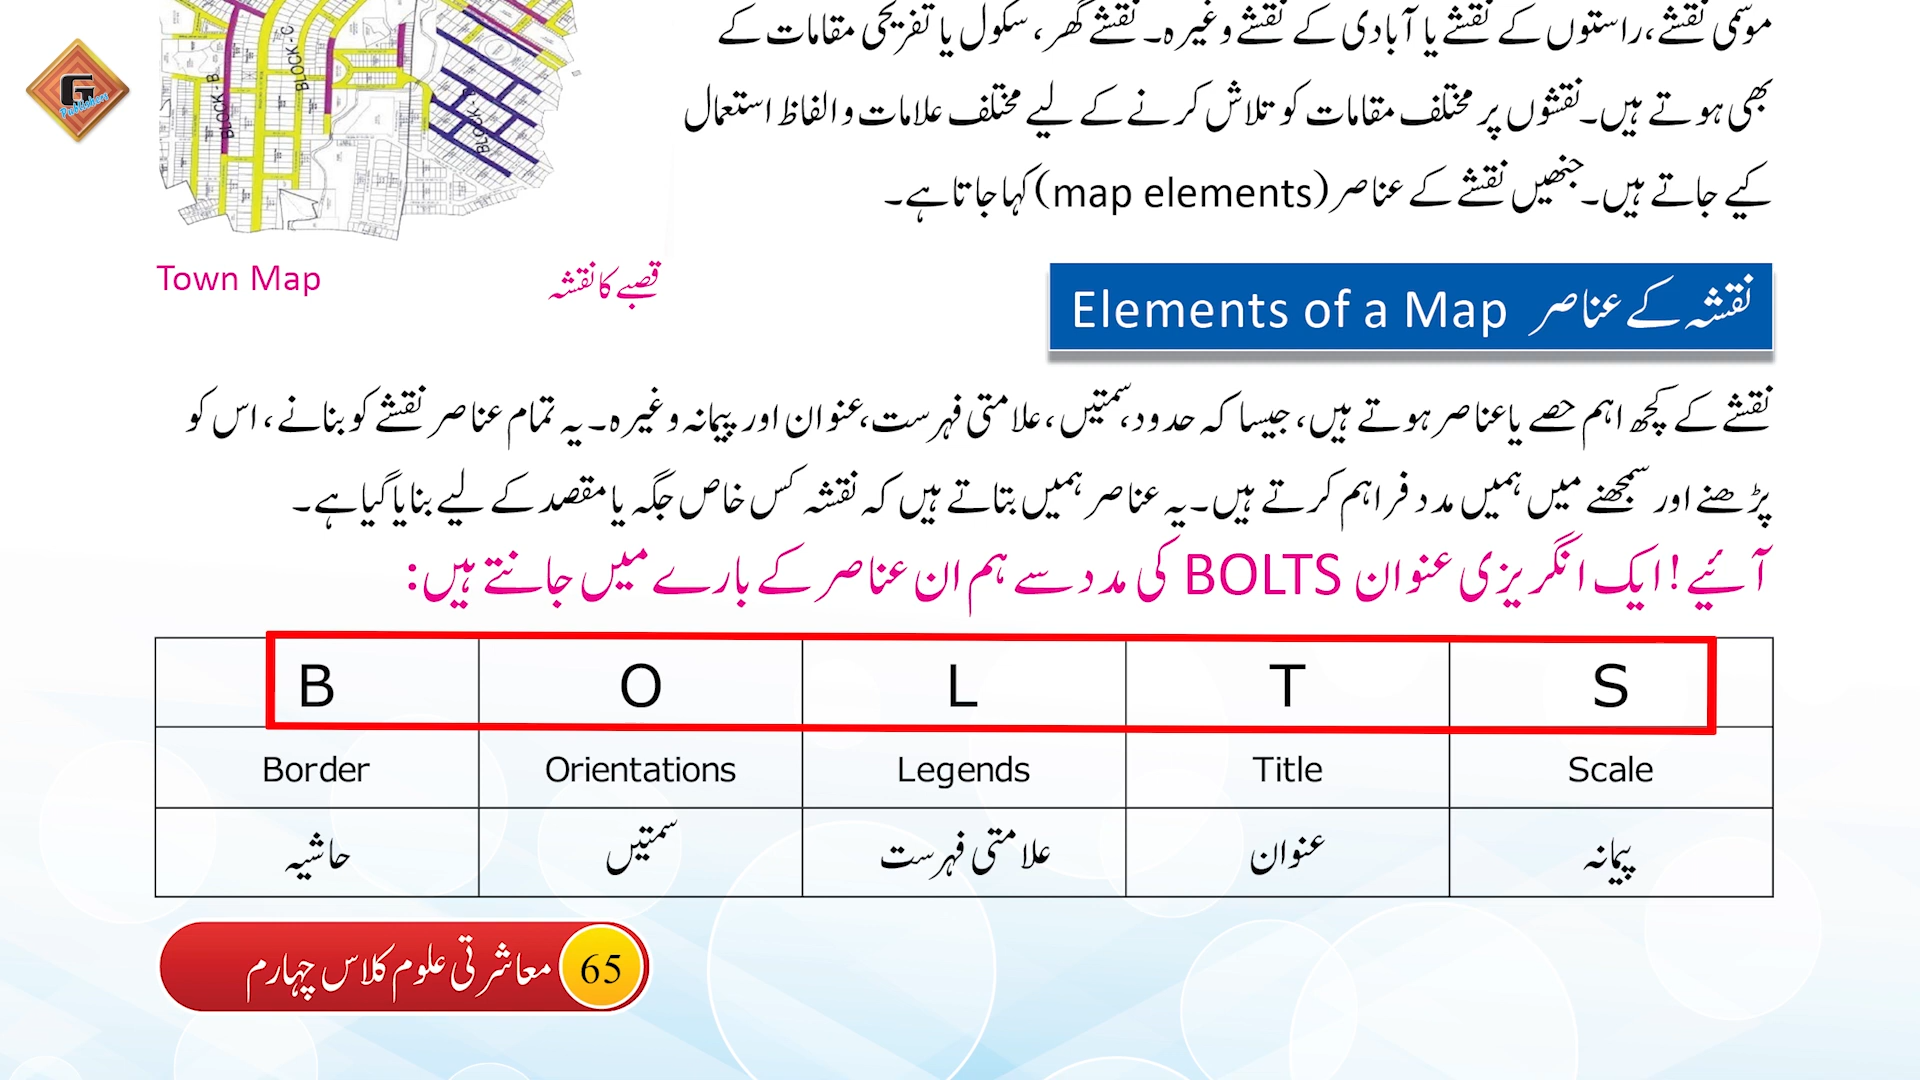 موسمی نقشے، راستوں کے نقشے یا آبادی کے نقشے وغیرہ۔ نقشے گھر، سکول یا تفریحی مقامات کے
بھی ہوتے ہیں۔ نقشوں پر مختلف مقامات کو تلاش کرنے کے لیے مختلف علامات و الفاظ استعمال
کیے جاتے ہیں۔ جنھیں نقشے کے عناصر (map elements) کہا جاتا ہے۔
BLOCK - B
BLOCK - C
BLOCK -
G
Publishers
Town Map
قصبے کا نقشہ
نقشہ کے عناصر Elements of a Map
نقشے کے کچھ اہم حصے یا عناصر ہوتے ہیں، جیسا کہ حدود، سمتیں، علامتی فہرست، عنوان اور پیمانہ وغیرہ۔ یہ تمام عناصر نقشے کو بنانے، اس کو
پڑھنے اور سمجھنے میں ہمیں مدد فراہم کرتے ہیں۔ یہ عناصر ہمیں بتاتے ہیں کہ نقشہ کس خاص جگہ یا مقصد کے لیے بنایا گیا ہے۔
آئیے! ایک انگریزی عنوان BOLTS کی مدد سے ہم ان عناصر کے بارے میں جانتے ہیں:
B O L T S
Border Orientations Legends Title Scale
حاشیہ سمتیں علامتی فہرست عنوان پیمانہ
معاشرتی علوم کلاس چہارم 65